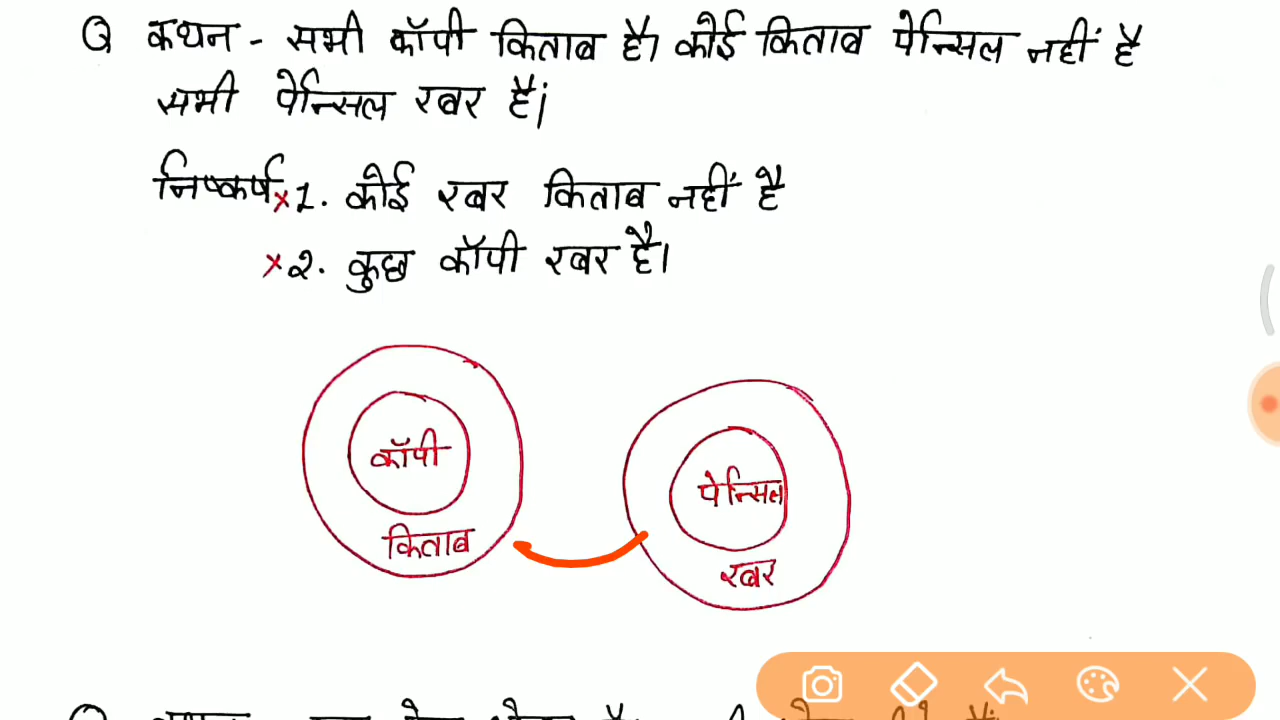 Q कथन - सभी कॉपी किताब है। कोई किताब पेन्सिल नहीं है
सभी पेन्सिल रबर है।
निष्कर्ष × 1. कोई रबर किताब नहीं है
× 2. कुछ कॉपी रबर है।
कॉपी
किताब
पेन्सिल
रबर